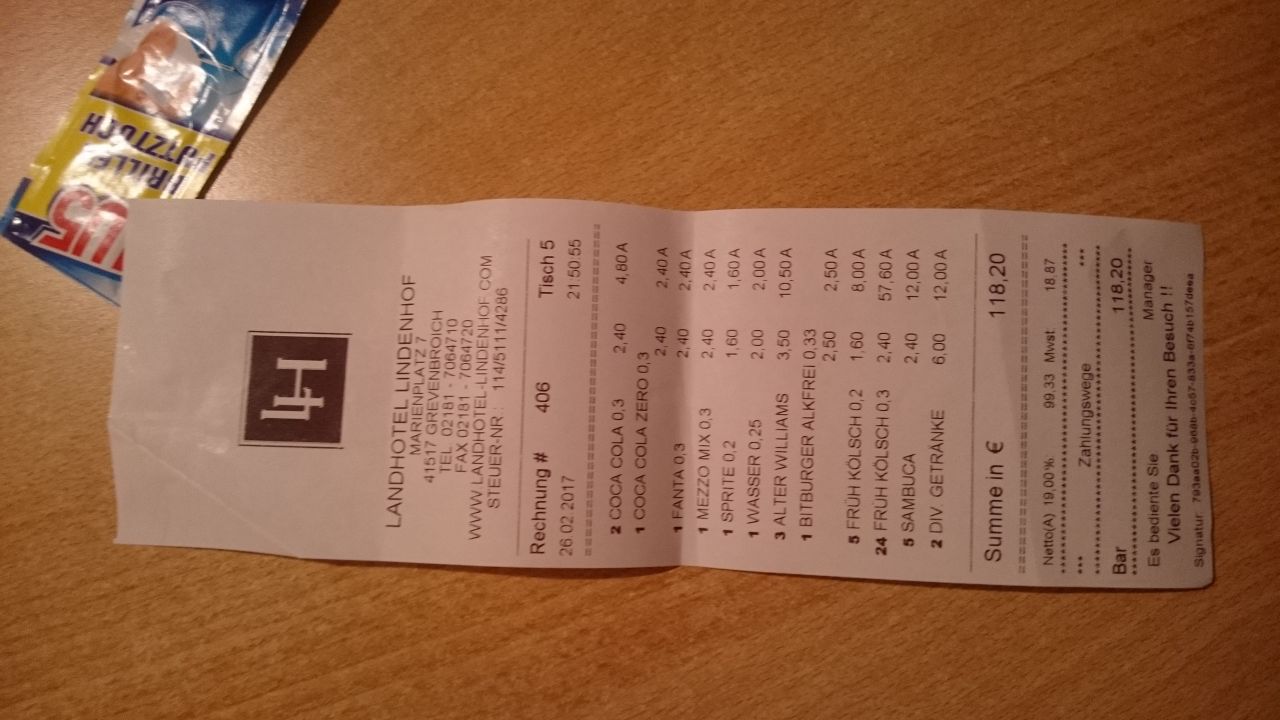 LH
LANDHOTEL LINDENHOF
MARIENPLATZ 7
41517 GREVENBROICH
TEL 02181 - 7064710
FAX 02181 - 7064720
WWW.LANDHOTEL-LINDENHOF.COM
STEUER-NR.: 114/5111/4286
Rechnung # 406 Tisch 5
26.02.2017 21:50:55
2 COCA COLA 0,3 2,40 4,80 A
1 COCA COLA ZERO 0,3
2,40 2,40 A
1 FANTA 0,3 2,40 2,40 A
1 MEZZO MIX 0,3 2,40 2,40 A
1 SPRITE 0,2 1,60 1,60 A
1 WASSER 0,25 2,00 2,00 A
3 ALTER WILLIAMS 3,50 10,50 A
1 BITBURGER ALKFREI 0,33
2,50 2,50 A
5 FRÜH KÖLSCH 0,2 1,60 8,00 A
24 FRÜH KÖLSCH 0,3 2,40 57,60 A
5 SAMBUCA 2,40 12,00 A
2 DIV. GETRÄNKE 6,00 12,00 A
Summe in € 118,20
Netto(A) 19,00 %: 99,33 Mwst 18,87
*** Zahlungswege ***
Bar 118,20
Es bediente Sie Manager
Vielen Dank für Ihren Besuch !!
Signatur
BRILLEN
PUTZTUCH